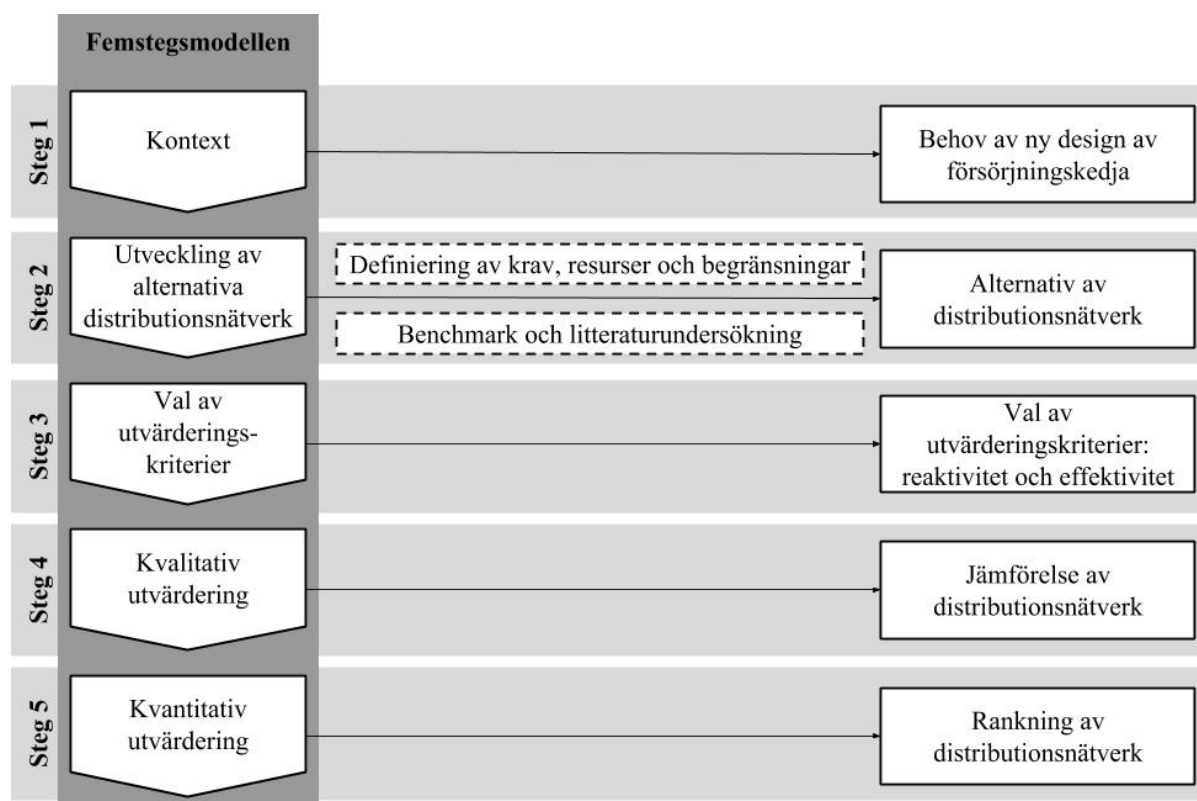 Femstegsmodellen
Steg 1
Kontext
Behov av ny design av
försörjningskedja
Steg 2
Utveckling av
alternativa
distributionsnätverk
Definiering av krav, resurser och begränsningar
Benchmark och litteraturundersökning
Alternativ av
distributionsnätverk
Steg 3
Val av
utvärderings-
kriterier
Val av
utvärderingskriterier:
reaktivitet och effektivitet
Steg 4
Kvalitativ
utvärdering
Jämförelse av
distributionsnätverk
Steg 5
Kvantitativ
utvärdering
Rankning av
distributionsnätverk